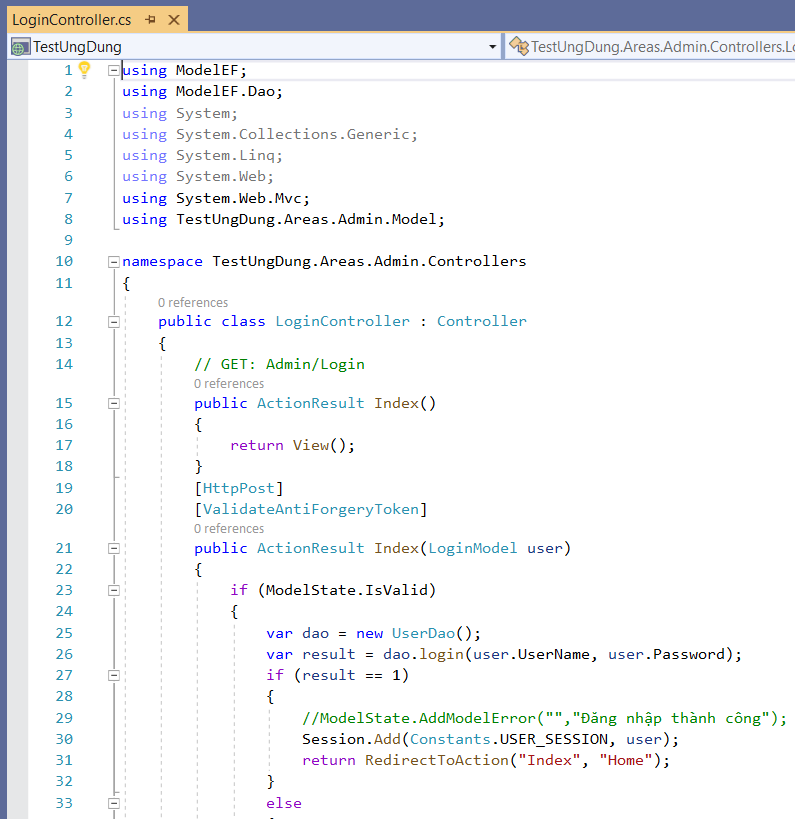 LoginController.cs
TestUngDung TestUngDung.Areas.Admin.Controllers.Lo
1 using ModelEF;
2 using ModelEF.Dao;
3 using System;
4 using System.Collections.Generic;
5 using System.Linq;
6 using System.Web;
7 using System.Web.Mvc;
8 using TestUngDung.Areas.Admin.Model;
9
10 namespace TestUngDung.Areas.Admin.Controllers
11 {
0 references
12 public class LoginController : Controller
13 {
14 // GET: Admin/Login
0 references
15 public ActionResult Index()
16 {
17 return View();
18 }
19 [HttpPost]
20 [ValidateAntiForgeryToken]
0 references
21 public ActionResult Index(LoginModel user)
22 {
23 if (ModelState.IsValid)
24 {
25 var dao = new UserDao();
26 var result = dao.login(user.UserName, user.Password);
27 if (result == 1)
28 {
29 //ModelState.AddModelError("","Đăng nhập thành công");
30 Session.Add(Constants.USER_SESSION, user);
31 return RedirectToAction("Index", "Home");
32 }
33 else